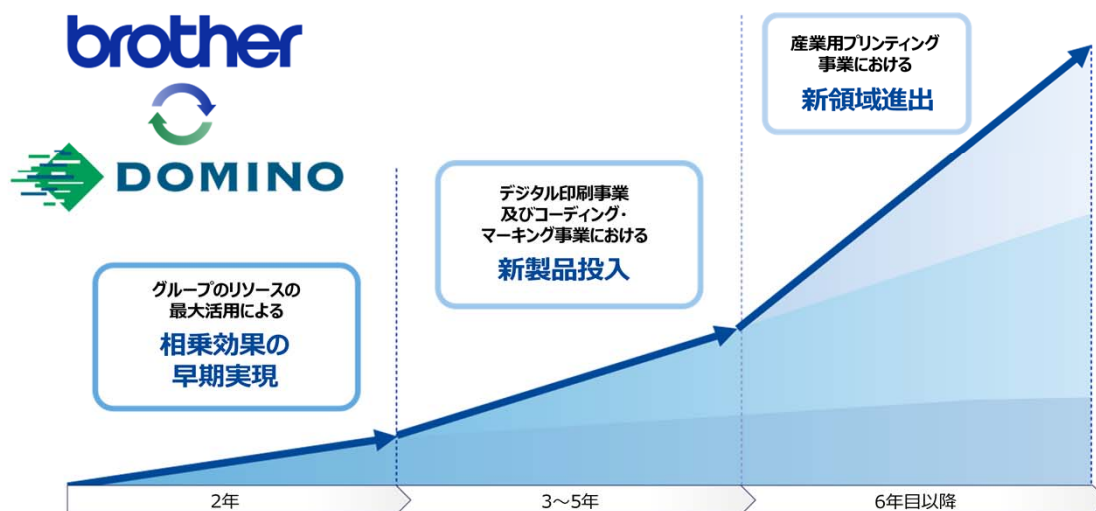 brother
DOMINO
グループのリソースの
最大活用による
相乗効果の
早期実現
デジタル印刷事業
及びコーディング・
マーキング事業における
新製品投入
産業用プリンティング
事業における
新領域進出
2年
3～5年
6年目以降